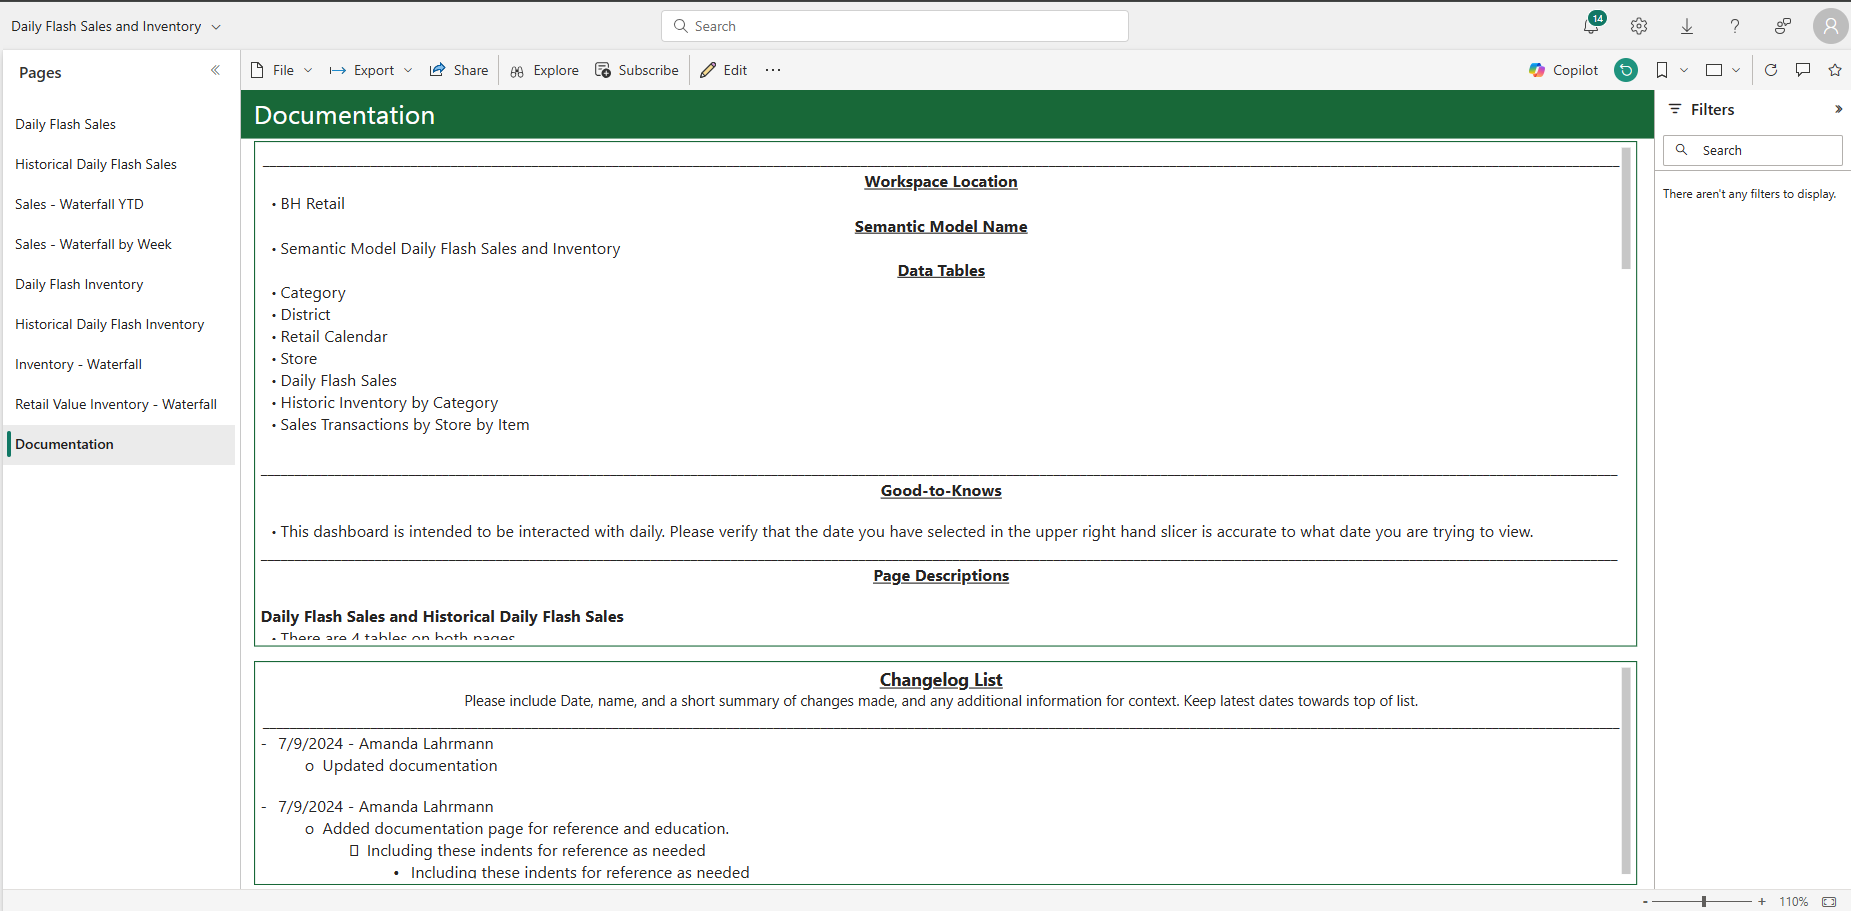 Daily Flash Sales and Inventory
Search
14
Pages
File
Export
Share
Explore
Subscribe
Edit
Copilot
Daily Flash Sales
Historical Daily Flash Sales
Sales - Waterfall YTD
Sales - Waterfall by Week
Daily Flash Inventory
Historical Daily Flash Inventory
Inventory - Waterfall
Retail Value Inventory - Waterfall
Documentation
Documentation
Workspace Location
• BH Retail
Semantic Model Name
• Semantic Model Daily Flash Sales and Inventory
Data Tables
• Category
• District
• Retail Calendar
• Store
• Daily Flash Sales
• Historic Inventory by Category
• Sales Transactions by Store by Item
Good-to-Knows
• This dashboard is intended to be interacted with daily. Please verify that the date you have selected in the upper right hand slicer is accurate to what date you are trying to view.
Page Descriptions
Daily Flash Sales and Historical Daily Flash Sales
• There are 4 tables on both pages
Changelog List
Please include Date, name, and a short summary of changes made, and any additional information for context. Keep latest dates towards top of list.
- 7/9/2024 - Amanda Lahrmann
o Updated documentation
- 7/9/2024 - Amanda Lahrmann
o Added documentation page for reference and education.
▯ Including these indents for reference as needed
• Including these indents for reference as needed
Filters
Search
There aren't any filters to display.
- + 110%